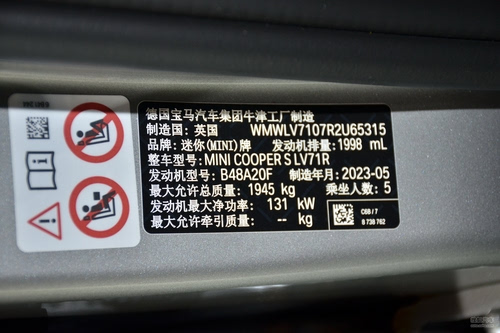 德国宝马汽车集团牛津工厂制造
制造国: 英国 WMWLV7107R2U65315
品牌: 迷你(MINI)牌 发动机排量: 1998 mL
整车型号: MINI COOPER S LV71R
发动机型号: B48A20F 制造年月: 2023-05
最大允许总质量: 1945 kg 乘坐人数: 5
发动机最大净功率: 131 kW
最大允许牵引质量: -- kg
C68 / 7
8 738 762